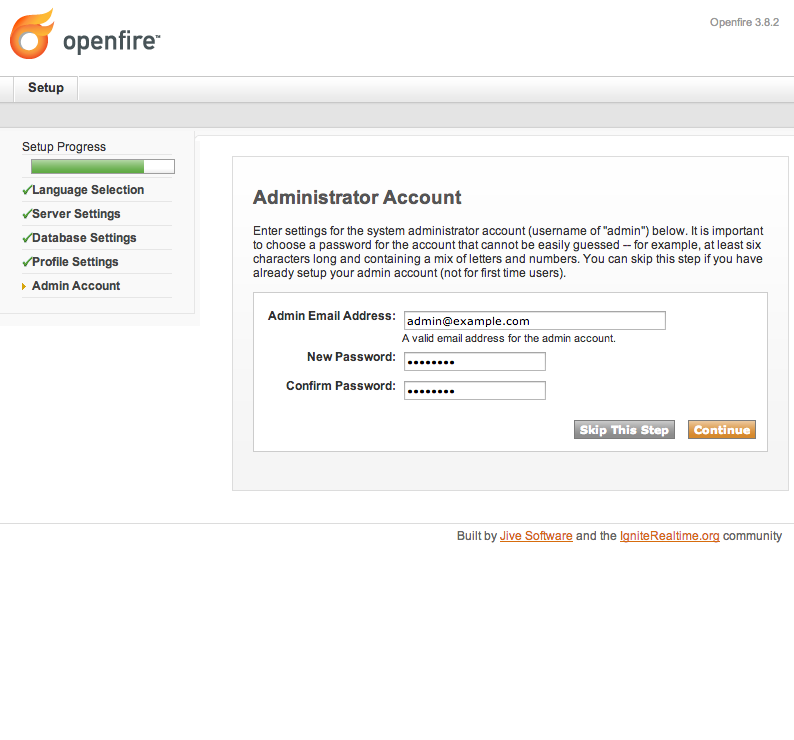 openfire™
Openfire 3.8.2
Setup
Setup Progress
Language Selection
Server Settings
Database Settings
Profile Settings
Admin Account
Administrator Account
Enter settings for the system administrator account (username of "admin") below. It is important
to choose a password for the account that cannot be easily guessed -- for example, at least six
characters long and containing a mix of letters and numbers. You can skip this step if you have
already setup your admin account (not for first time users).
Admin Email Address:
admin@example.com
A valid email address for the admin account.
New Password:
••••••••
Confirm Password:
••••••••
Skip This Step
Continue
Built by Jive Software and the IgniteRealtime.org community